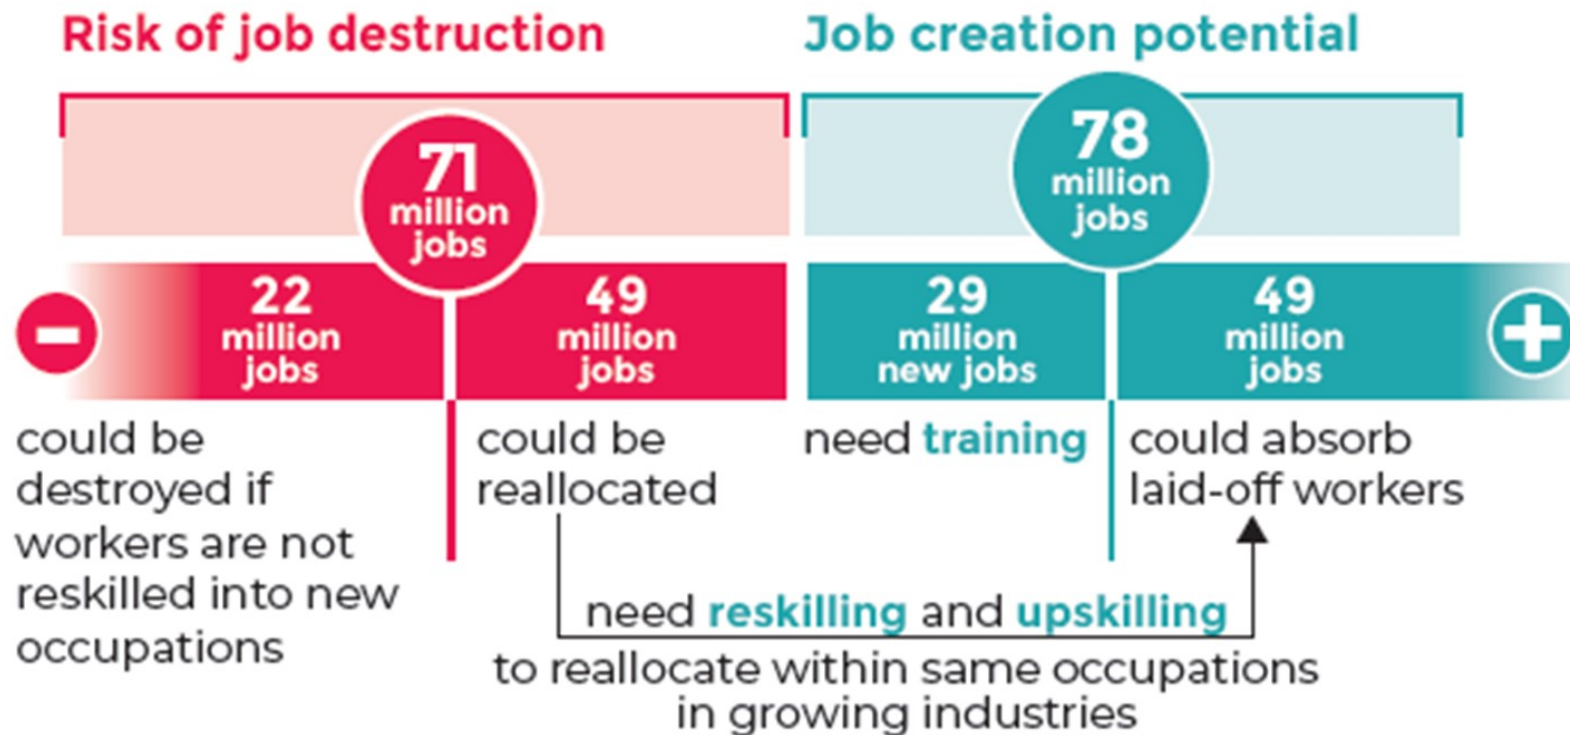 Risk of job destruction
71
million
jobs
22
million
jobs
49
million
jobs
could be
destroyed if
workers are not
reskilled into new
occupations
could be
reallocated
Job creation potential
78
million
jobs
29
million
new jobs
49
million
jobs
need training
could absorb
laid-off workers
need reskilling and upskilling
to reallocate within same occupations
in growing industries